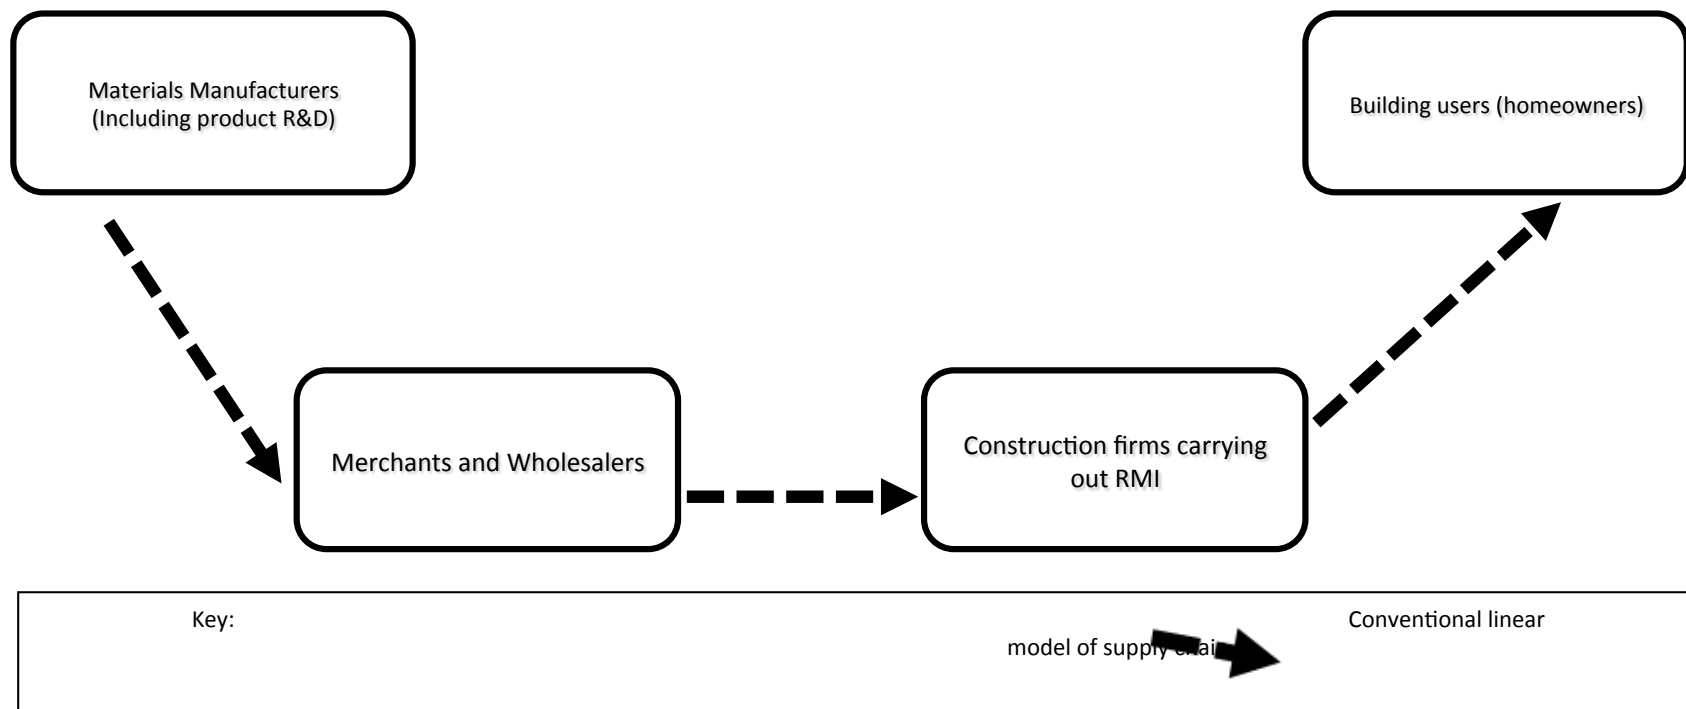 Materials Manufacturers
(Including product R&D)
Building users (homeowners)
Merchants and Wholesalers
Construction firms carrying
out RMI
Key:
Conventional linear
model of supply chain